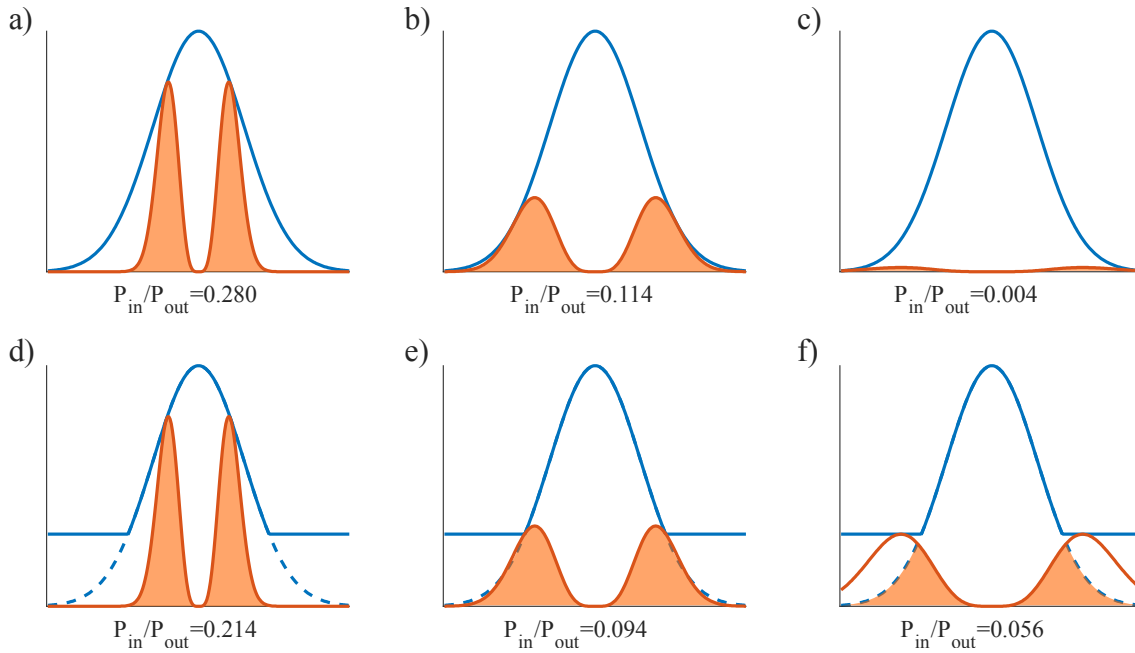 a)
b)
c)
P_in/P_out=0.280
P_in/P_out=0.114
P_in/P_out=0.004
d)
e)
f)
P_in/P_out=0.214
P_in/P_out=0.094
P_in/P_out=0.056